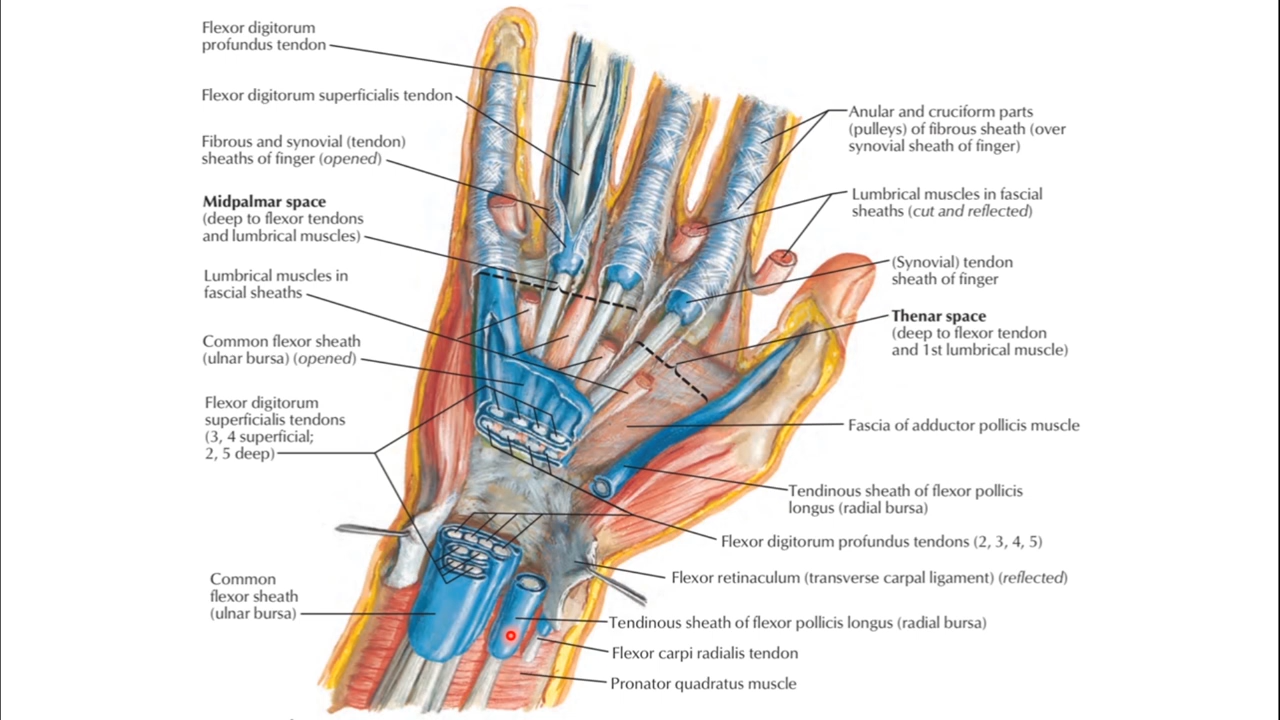 Flexor digitorum
profundus tendon
Flexor digitorum superficialis tendon
Fibrous and synovial (tendon)
sheaths of finger (opened)
Midpalmar space
(deep to flexor tendons
and lumbrical muscles)
Lumbrical muscles in
fascial sheaths
Common flexor sheath
(ulnar bursa) (opened)
Flexor digitorum
superficialis tendons
(3, 4 superficial;
2, 5 deep)
Common
flexor sheath
(ulnar bursa)
Anular and cruciform parts
(pulleys) of fibrous sheath (over
synovial sheath of finger)
Lumbrical muscles in fascial
sheaths (cut and reflected)
(Synovial) tendon
sheath of finger
Thenar space
(deep to flexor tendon
and 1st lumbrical muscle)
Fascia of adductor pollicis muscle
Tendinous sheath of flexor pollicis
longus (radial bursa)
Flexor digitorum profundus tendons (2, 3, 4, 5)
Flexor retinaculum (transverse carpal ligament) (reflected)
Tendinous sheath of flexor pollicis longus (radial bursa)
Flexor carpi radialis tendon
Pronator quadratus muscle